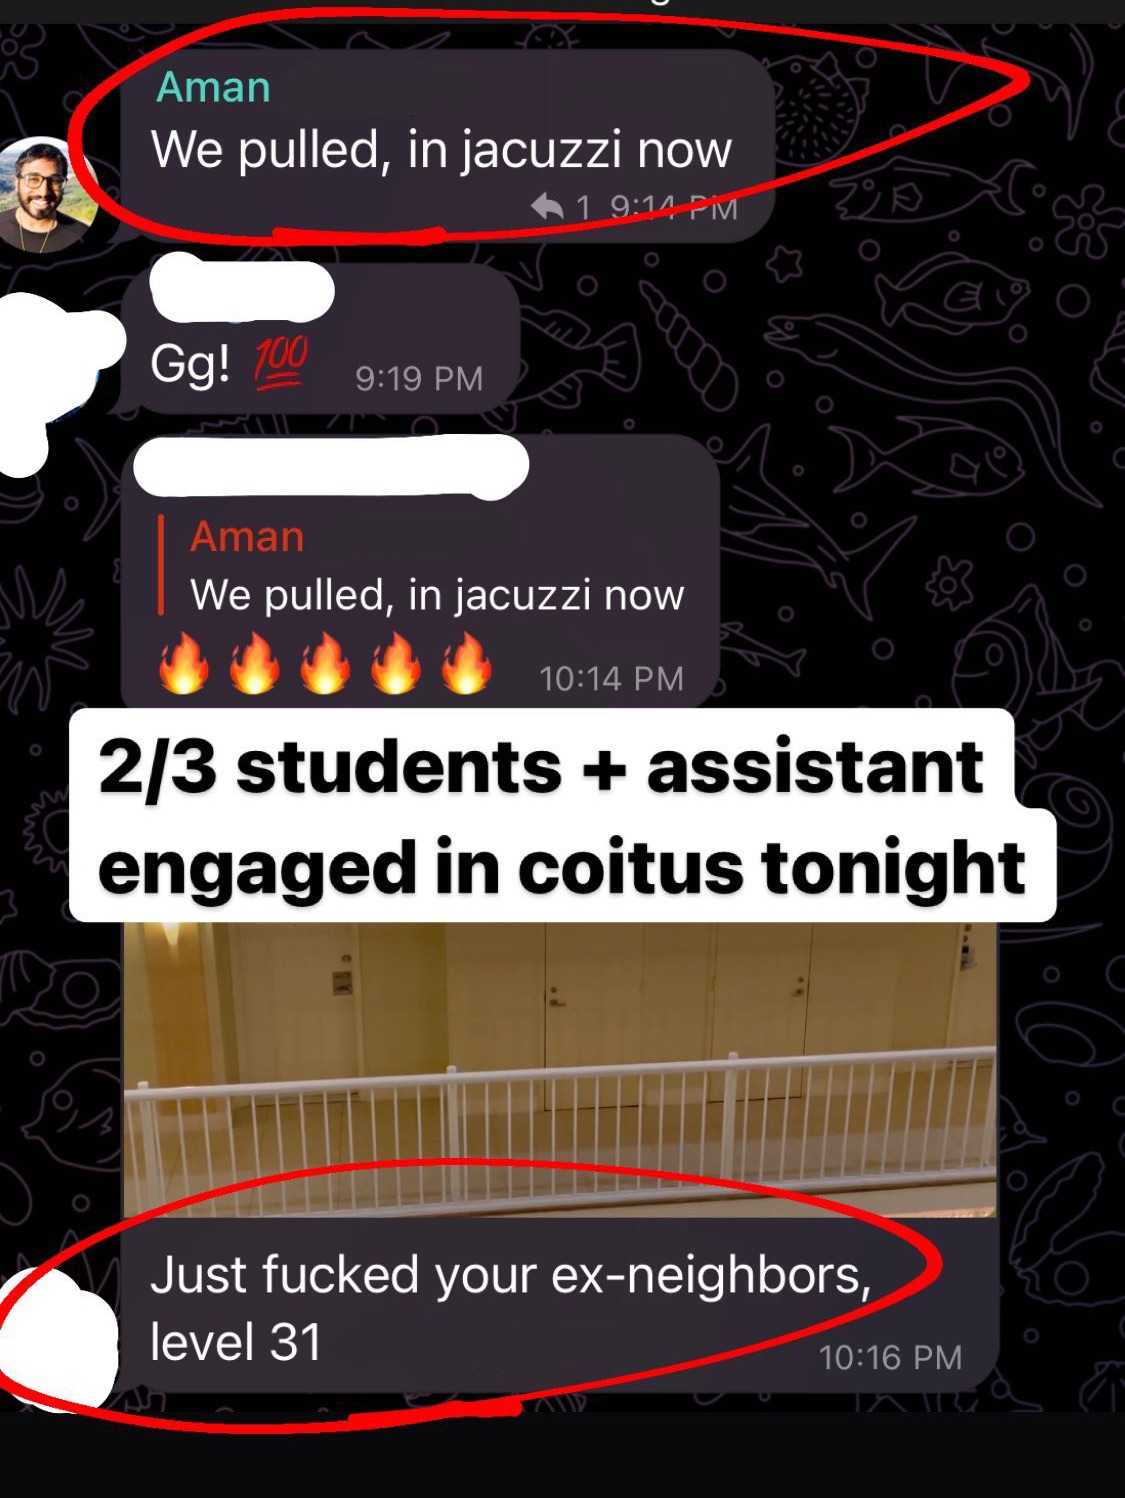 Aman
We pulled, in jacuzzi now
1 9:14 PM
Gg! 💯 9:19 PM
Aman
We pulled, in jacuzzi now
🔥🔥🔥🔥🔥 10:14 PM
2/3 students + assistant
engaged in coitus tonight
Just fucked your ex-neighbors,
level 31
10:16 PM